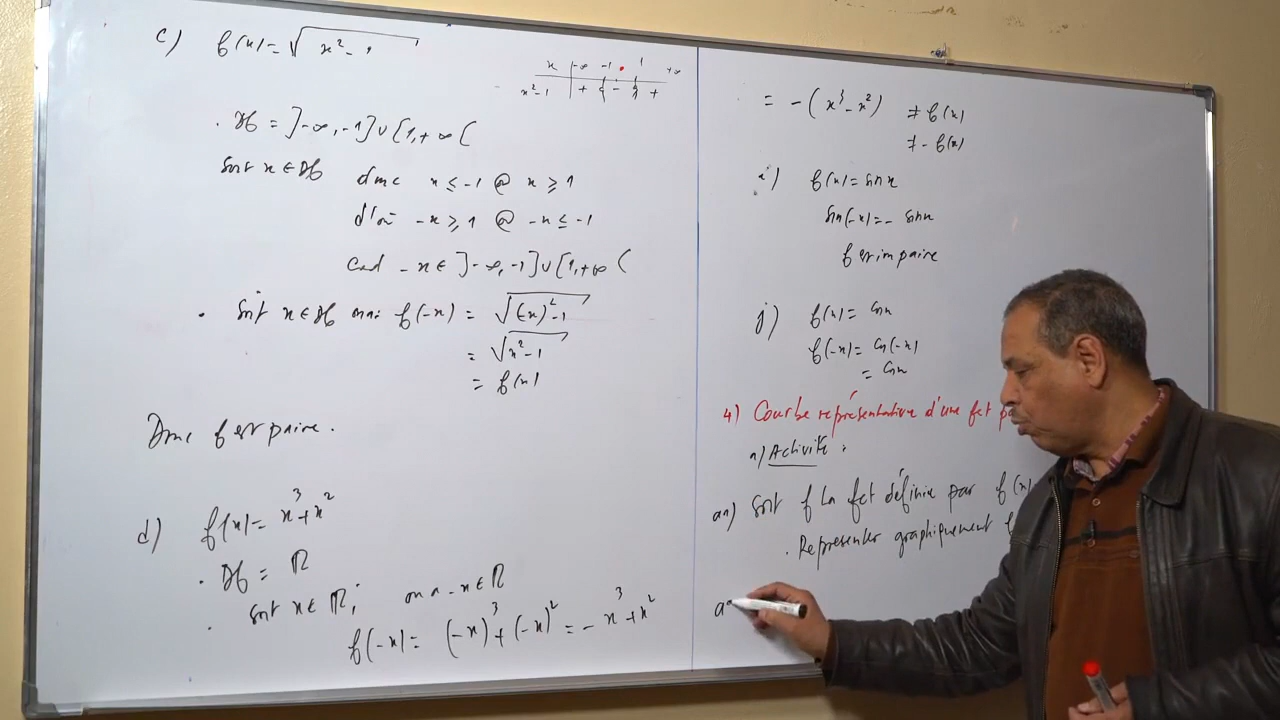 c) f(x) = √x² - 1
x | -∞ -1 1 +∞
x²-1 | + - +
. Df = ]-∞, -1] ∪ [1, +∞[
Soit x ∈ Df donc x ≤ -1 ou x ≥ 1
d'où -x ≥ 1 ou -x ≤ -1
càd -x ∈ ]-∞, -1] ∪ [1, +∞[
. Soit x ∈ Df on a: f(-x) = √(-x)² - 1
= √x² - 1
= f(x)
Donc f est paire.
d) f(x) = x³ + x²
. Df = ℝ
. Soit x ∈ ℝ; on a -x ∈ ℝ
f(-x) = (-x)³ + (-x)² = -x³ + x²
= -(x³ - x²) ≠ f(x)
≠ -f(x)
i) f(x) = sin x
sin(-x) = - sin x
f est impaire
j) f(x) = cos x
f(-x) = cos(-x)
= cos x
4) Courbe représentative d'une fct
a) Activité :
a1) Soit f la fct définie par f(x)
. Representer graphiquement